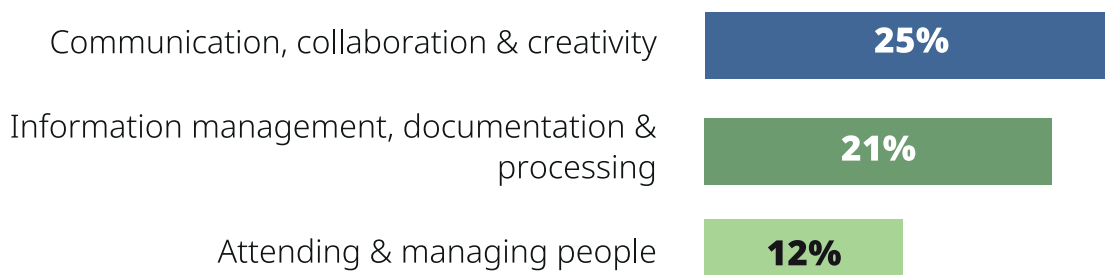 Communication, collaboration & creativity 25%
Information management, documentation &
processing 21%
Attending & managing people 12%